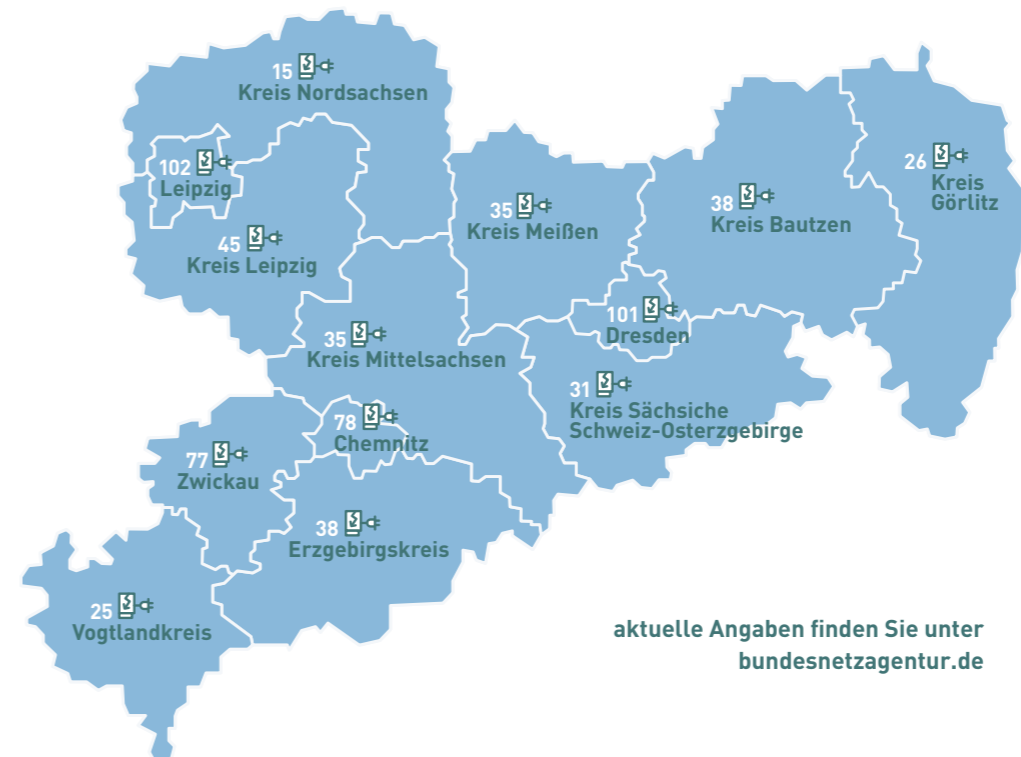 15
Kreis Nordsachsen
102
Leipzig
26
Kreis
Görlitz
38
Kreis Bautzen
35
Kreis Meißen
45
Kreis Leipzig
101
Dresden
35
Kreis Mittelsachsen
31
Kreis Sächsiche
Schweiz-Osterzgebirge
78
Chemnitz
77
Zwickau
38
Erzgebirgskreis
25
Vogtlandkreis
aktuelle Angaben finden Sie unter
bundesnetzagentur.de